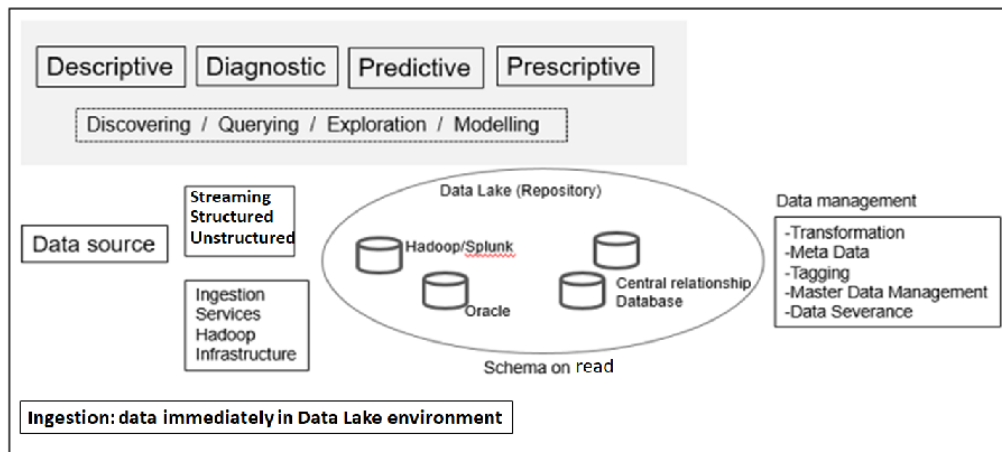 Descriptive Diagnostic Predictive Prescriptive
Discovering / Querying / Exploration / Modelling
Data source
Streaming
Structured
Unstructured
Ingestion
Services
Hadoop
Infrastructure
Data Lake (Repository)
Hadoop/Splunk
Oracle
Central relationship
Database
Schema on read
Data management
-Transformation
-Meta Data
-Tagging
-Master Data Management
-Data Severance
Ingestion: data immediately in Data Lake environment